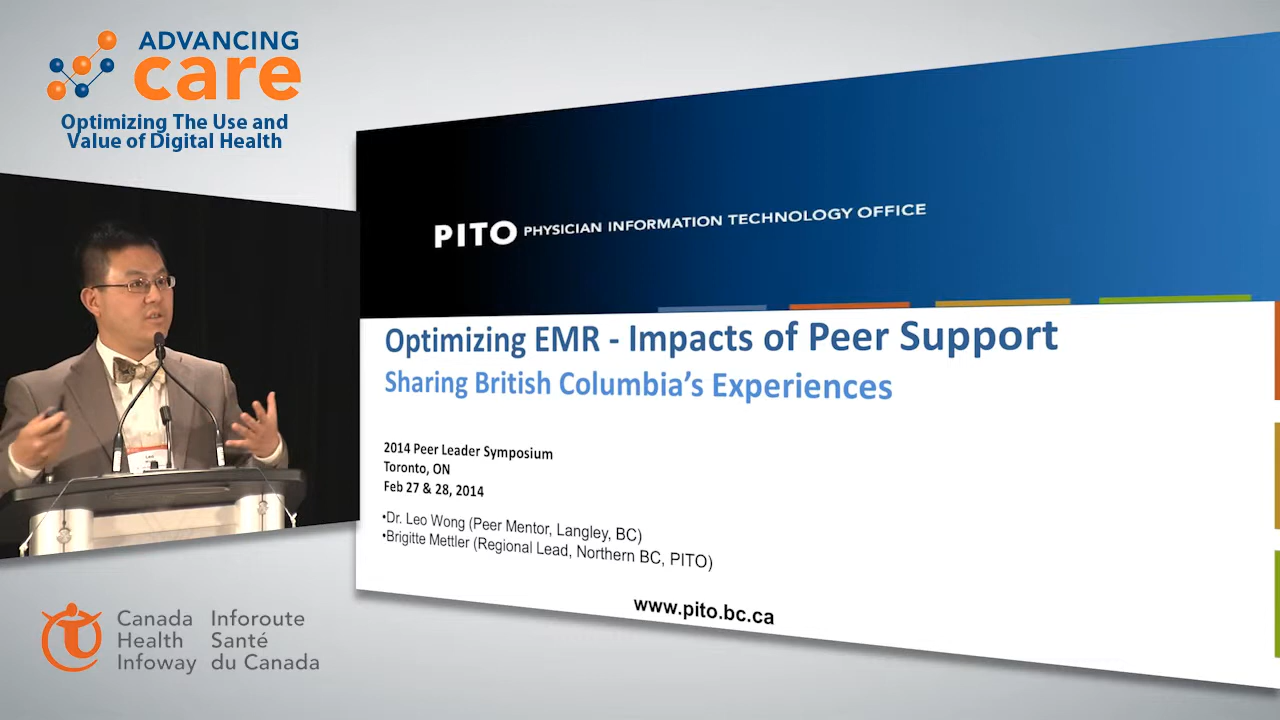 ADVANCING
care
Optimizing The Use and
Value of Digital Health
PITO PHYSICIAN INFORMATION TECHNOLOGY OFFICE
Optimizing EMR - Impacts of Peer Support
Sharing British Columbia's Experiences
2014 Peer Leader Symposium
Toronto, ON
Feb 27 & 28, 2014
•Dr. Leo Wong (Peer Mentor, Langley, BC)
•Brigitte Mettler (Regional Lead, Northern BC, PITO)
www.pito.bc.ca
Leo
Canada Inforoute
Health Santé
Infoway du Canada